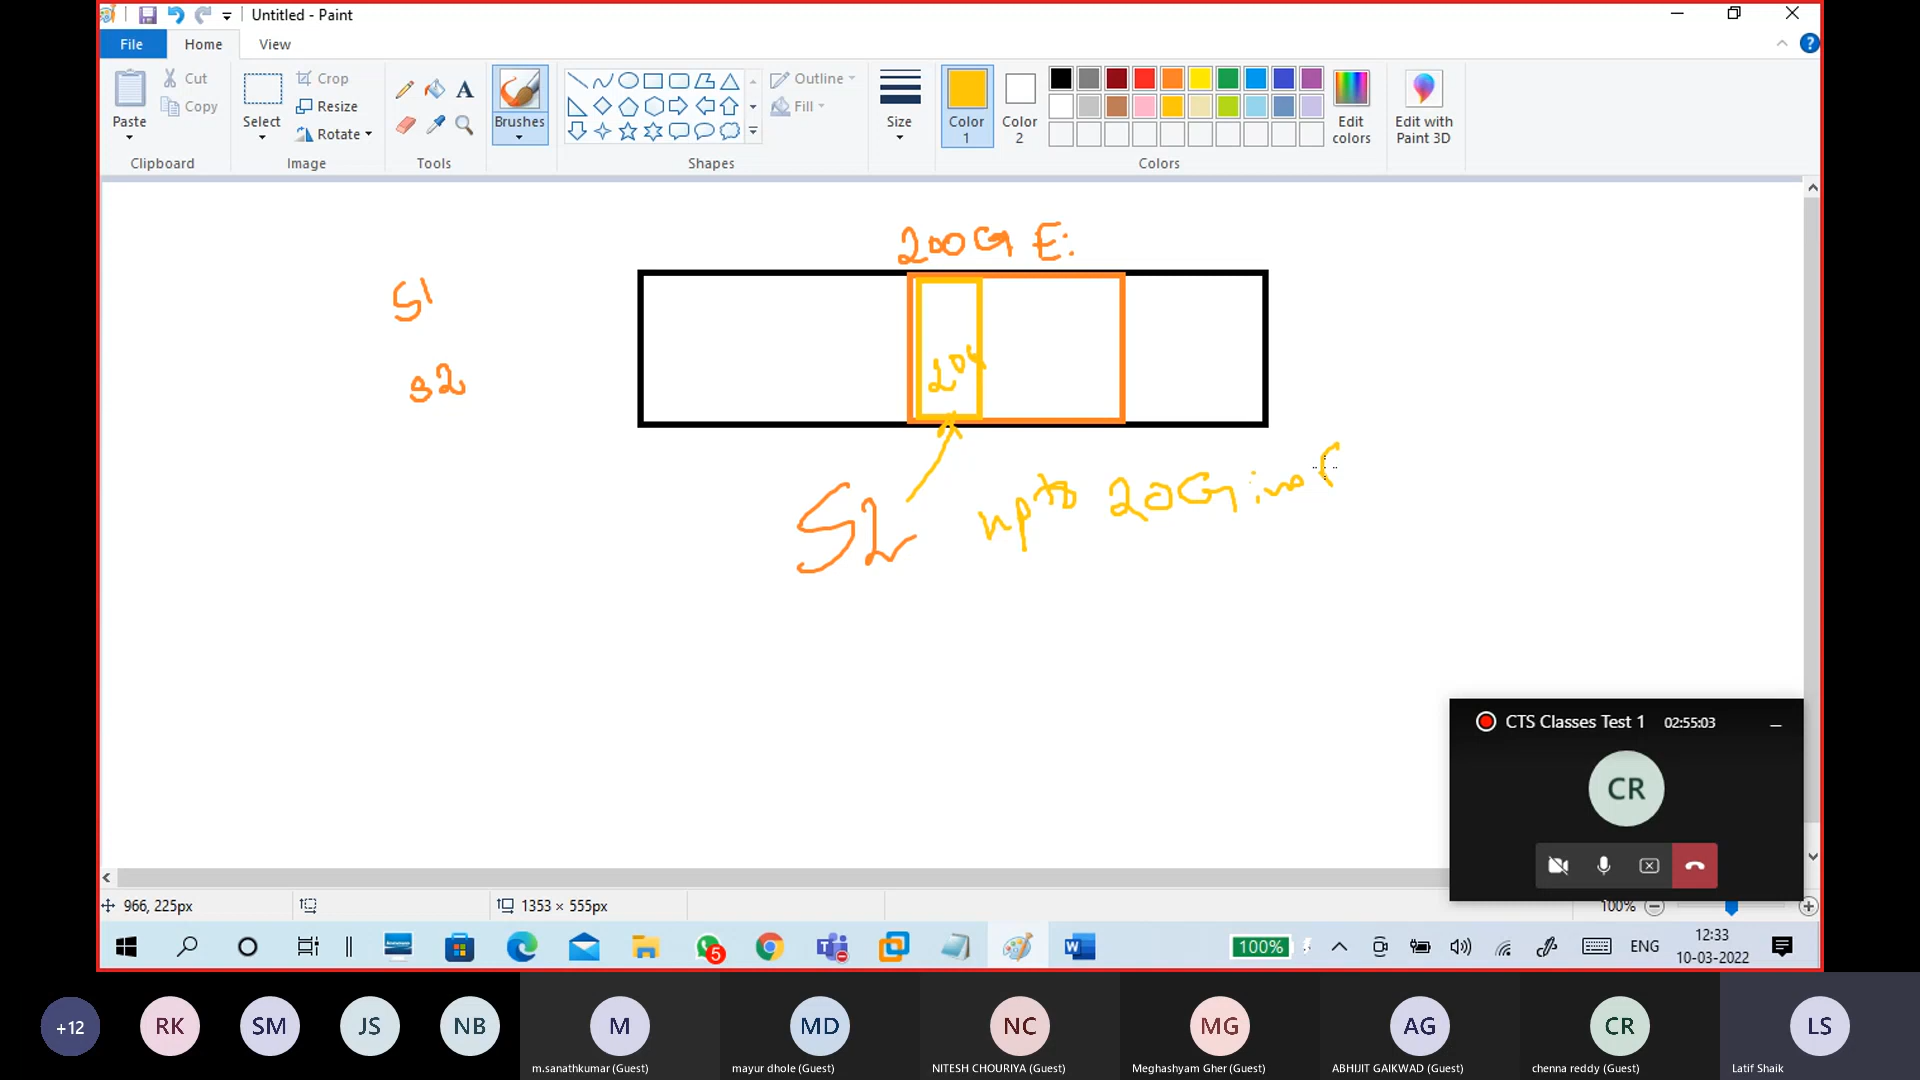 Untitled - Paint
File
Home
View
Paste
Cut
Copy
Clipboard
Select
Crop
Resize
Rotate
Image
A
Tools
Brushes
Outline
Fill
Shapes
Size
Color 1
Color 2
Edit colors
Edit with Paint 3D
Colors
?
200G E:
S1
S2
S2
upto 20G in
CTS Classes Test 1 02:55:03
CR
966, 225px
1353 × 555px
100%
5
100%
ENG
12:33
10-03-2022
+12
RK
SM
JS
NB
M
m.sanathkumar (Guest)
MD
mayur dhole (Guest)
NC
NITESH CHOURIYA (Guest)
MG
Meghashyam Gher (Guest)
AG
ABHIJIT GAIKWAD (Guest)
CR
chenna reddy (Guest)
LS
Latif Shaik